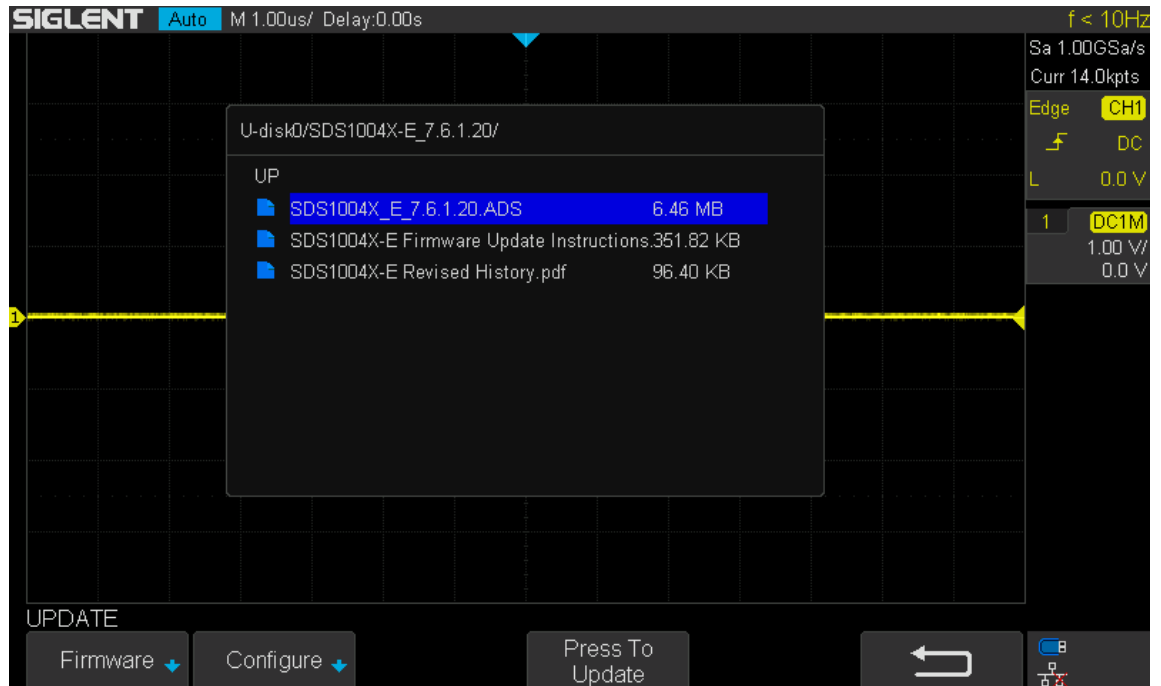 SIGLENT Auto M 1.00us/ Delay:0.00s f < 10Hz
Sa 1.00GSa/s
Curr 14.0kpts
Edge CH1
DC
L 0.0 V
1 DC1M
1.00 V/
0.0 V
U-disk0/SDS1004X-E_7.6.1.20/
UP
SDS1004X_E_7.6.1.20.ADS 6.46 MB
SDS1004X-E Firmware Update Instructions.351.82 KB
SDS1004X-E Revised History.pdf 96.40 KB
1
UPDATE
Firmware Configure Press To
Update